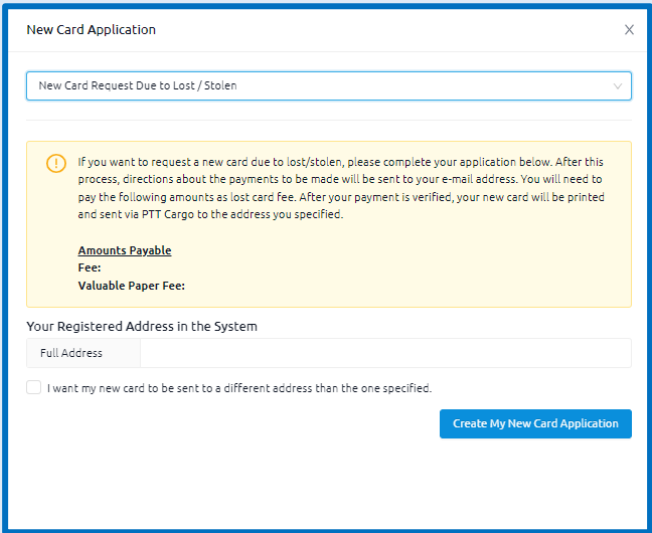 New Card Application
New Card Request Due to Lost / Stolen
If you want to request a new card due to lost/stolen, please complete your application below. After this
process, directions about the payments to be made will be sent to your e-mail address. You will need to
pay the following amounts as lost card fee. After your payment is verified, your new card will be printed
and sent via PTT Cargo to the address you specified.
Amounts Payable
Fee:
Valuable Paper Fee:
Your Registered Address in the System
Full Address
I want my new card to be sent to a different address than the one specified.
Create My New Card Application